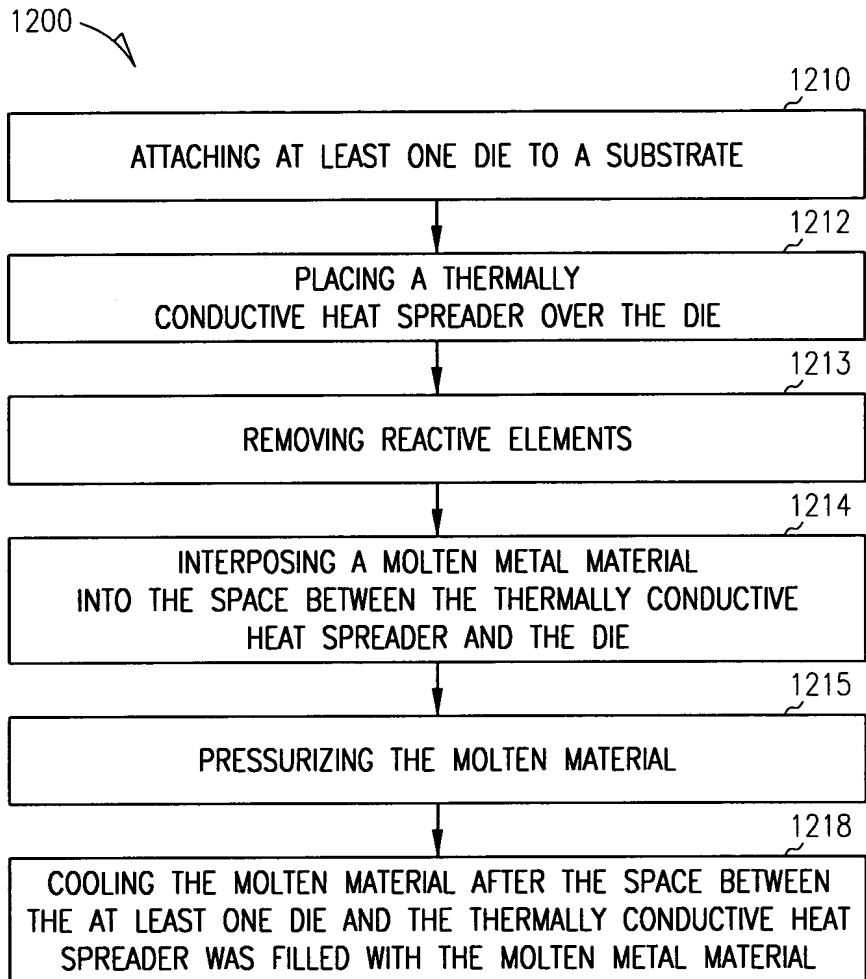 1200
1210
ATTACHING AT LEAST ONE DIE TO A SUBSTRATE
1212
PLACING A THERMALLY
CONDUCTIVE HEAT SPREADER OVER THE DIE
1213
REMOVING REACTIVE ELEMENTS
1214
INTERPOSING A MOLTEN METAL MATERIAL
INTO THE SPACE BETWEEN THE THERMALLY CONDUCTIVE
HEAT SPREADER AND THE DIE
1215
PRESSURIZING THE MOLTEN MATERIAL
1218
COOLING THE MOLTEN MATERIAL AFTER THE SPACE BETWEEN
THE AT LEAST ONE DIE AND THE THERMALLY CONDUCTIVE HEAT
SPREADER WAS FILLED WITH THE MOLTEN METAL MATERIAL